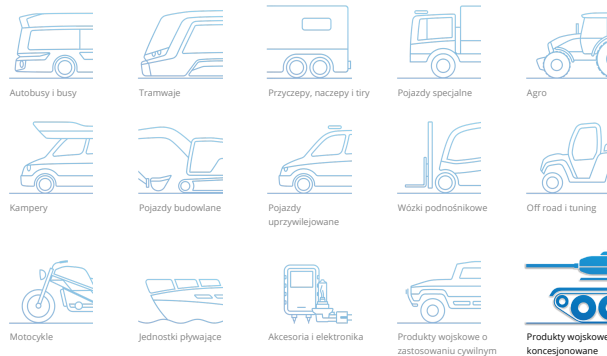 Autobusy i busy
Tramwaje
Przyczepy, naczepy i tiry
Pojazdy specjalne
Agro
Kampery
Pojazdy budowlane
Pojazdy
uprzywilejowane
Wózki podnośnikowe
Off road i tuning
Motocykle
Jednostki pływające
Akcesoria i elektronika
Produkty wojskowe o
zastosowaniu cywilnym
Produkty wojskowe
koncesjonowane